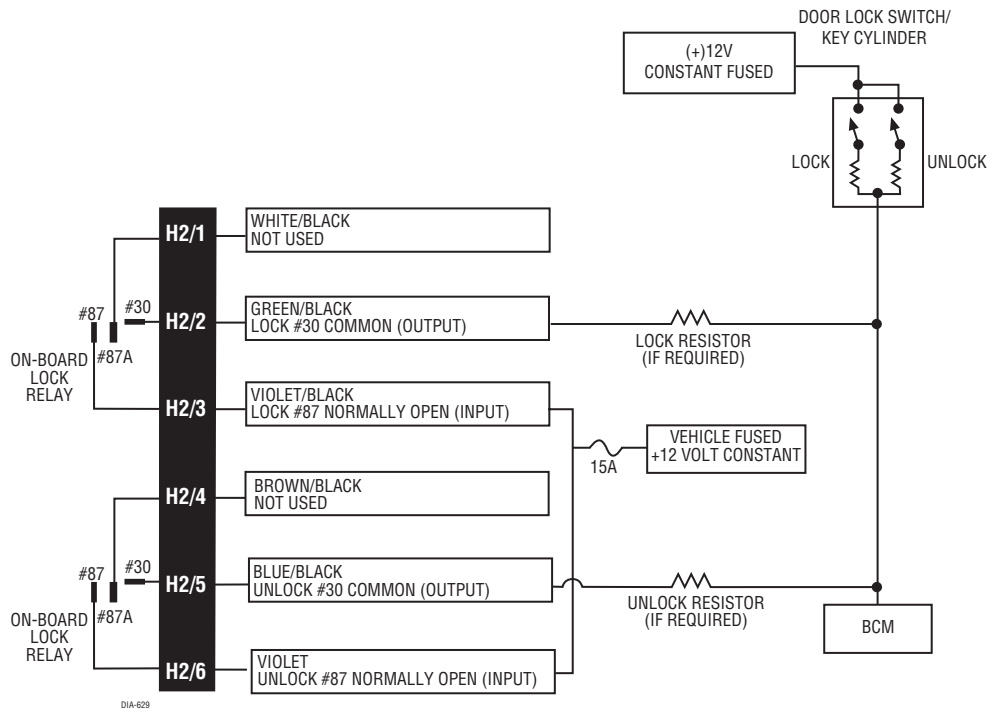 DOOR LOCK SWITCH/
KEY CYLINDER
(+)12V
CONSTANT FUSED
LOCK
UNLOCK
H2/1
WHITE/BLACK
NOT USED
#87
#30
#87A
ON-BOARD
LOCK
RELAY
H2/2
GREEN/BLACK
LOCK #30 COMMON (OUTPUT)
LOCK RESISTOR
(IF REQUIRED)
H2/3
VIOLET/BLACK
LOCK #87 NORMALLY OPEN (INPUT)
15A
VEHICLE FUSED
+12 VOLT CONSTANT
H2/4
BROWN/BLACK
NOT USED
#87
#30
#87A
ON-BOARD
LOCK
RELAY
H2/5
BLUE/BLACK
UNLOCK #30 COMMON (OUTPUT)
UNLOCK RESISTOR
(IF REQUIRED)
BCM
H2/6
VIOLET
UNLOCK #87 NORMALLY OPEN (INPUT)
DIA-629